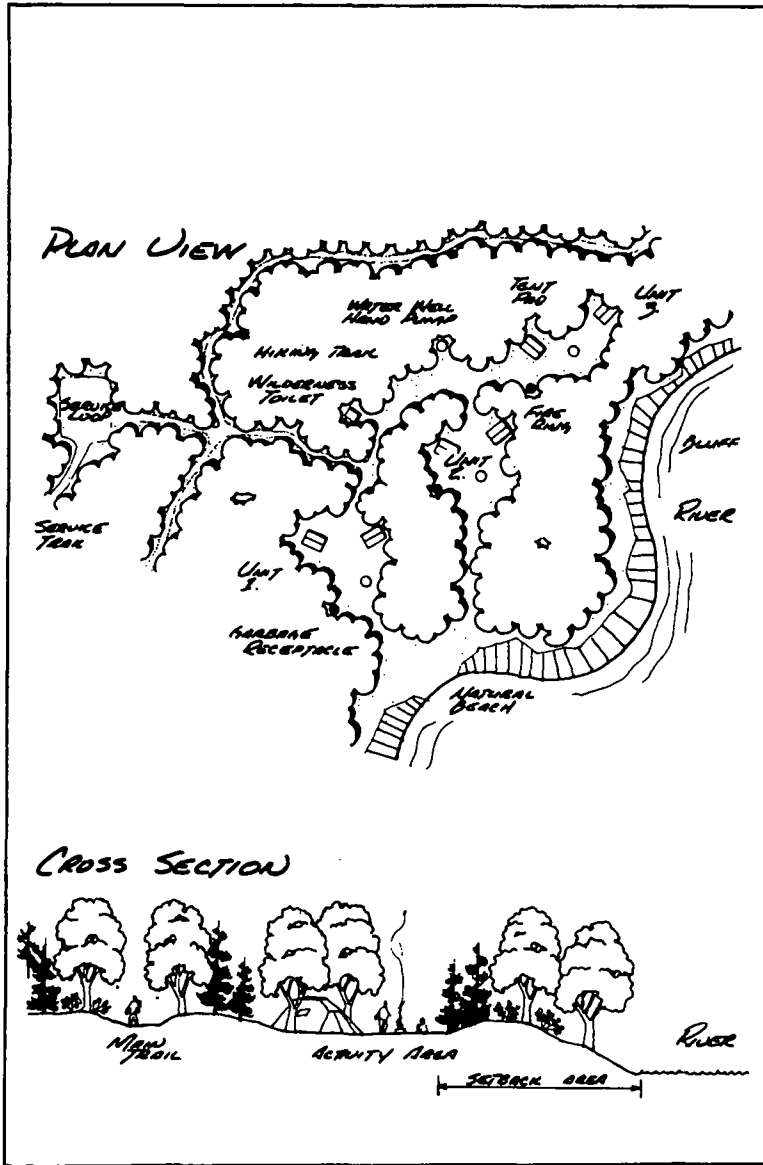 PLAN VIEW
TENT
PAD
UNIT
3.
WATER WELL
HAND PUMP
HIKING TRAIL
WILDERNESS
TOILET
SERVICE
LOOP
FIRE
RING
BLUFF
UNIT
2.
RIVER
SERVICE
TRAIL
UNIT
1.
GARBAGE
RECEPTACLE
NATURAL
BEACH
CROSS SECTION
MAIN
TRAIL
ACTIVITY AREA
RIVER
SETBACK AREA